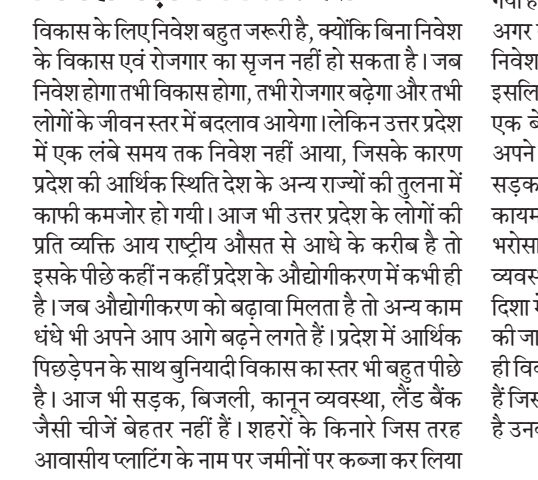 विकास के लिए निवेश बहुत जरूरी है, क्योंकि बिना निवेश
के विकास एवं रोजगार का सृजन नहीं हो सकता है। जब
निवेश होगा तभी विकास होगा, तभी रोजगार बढ़ेगा और तभी
लोगों के जीवन स्तर में बदलाव आयेगा। लेकिन उत्तर प्रदेश
में एक लंबे समय तक निवेश नहीं आया, जिसके कारण
प्रदेश की आर्थिक स्थिति देश के अन्य राज्यों की तुलना में
काफी कमजोर हो गयी। आज भी उत्तर प्रदेश के लोगों की
प्रति व्यक्ति आय राष्ट्रीय औसत से आधे के करीब है तो
इसके पीछे कहीं न कहीं प्रदेश के औद्योगीकरण में कभी ही
है। जब औद्योगीकरण को बढ़ावा मिलता है तो अन्य काम
धंधे भी अपने आप आगे बढ़ने लगते हैं। प्रदेश में आर्थिक
पिछड़ेपन के साथ बुनियादी विकास का स्तर भी बहुत पीछे
है। आज भी सड़क, बिजली, कानून व्यवस्था, लैंड बैंक
जैसी चीजें बेहतर नहीं हैं। शहरों के किनारे जिस तरह
आवासीय प्लाटिंग के नाम पर जमीनों पर कब्जा कर लिया
अगर
निवेश
एक
अपने
दिशा
की
ही
हैं
है